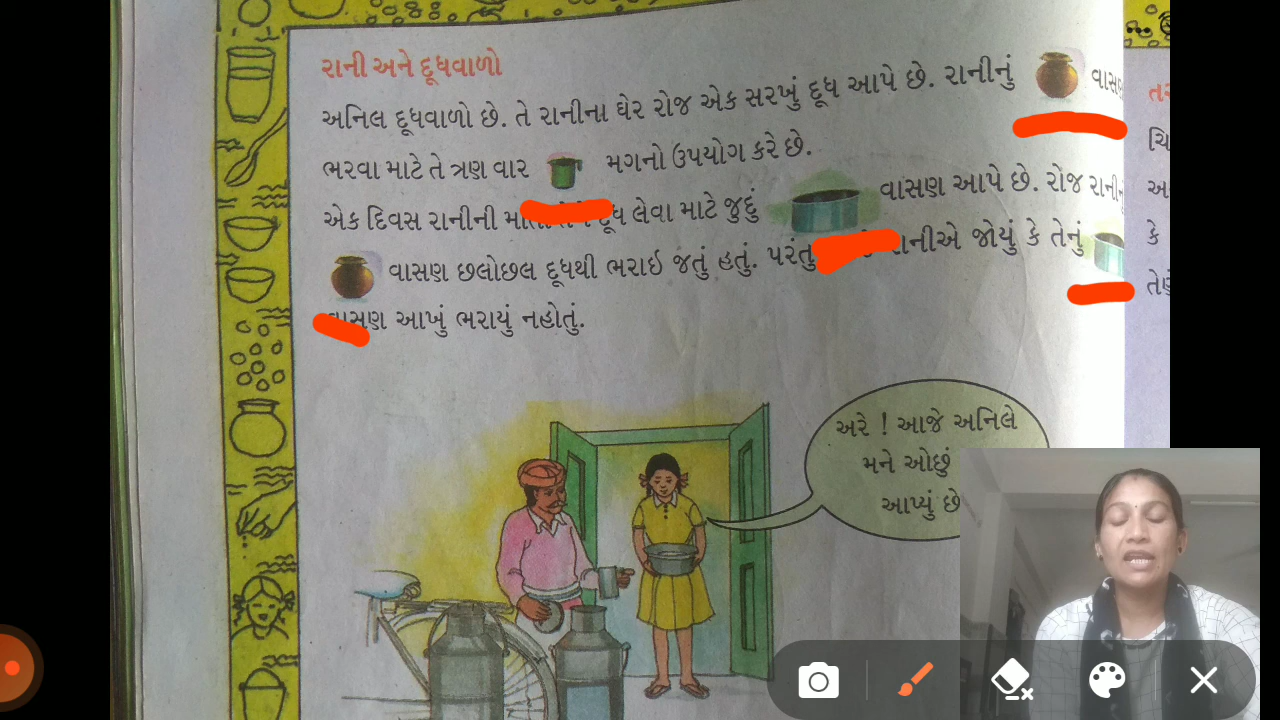 રાની અને દૂધવાળો
અનિલ દૂધવાળો છે. તે રાનીના ઘેર રોજ એક સરખું દૂધ આપે છે. રાનીનું
ભરવા માટે તે ત્રણ વાર મગનો ઉપયોગ કરે છે.
એક દિવસ રાનીની દૂધ લેવા માટે જુદું વાસણ આપે છે. રોજ
વાસણ છલોછલ દૂધથી ભરાઇ જતું હતું. પરંતુ રાનીએ જોયું કે તેનું
વાસણ આખું ભરાયું નહોતું.
અરે ! આજે અનિલે
મને ઓછું
આપ્યું છે
કે